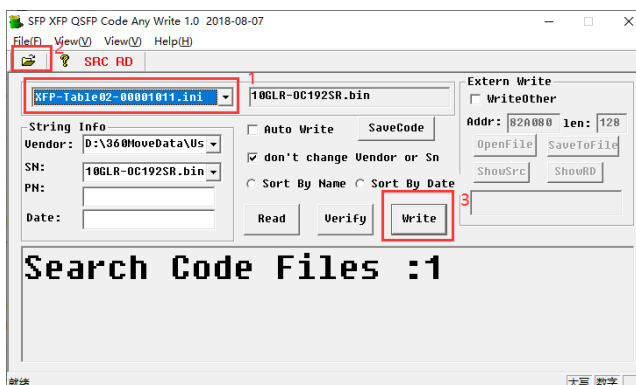 SFP XFP QSFP Code Any Write 1.0 2018-08-07
File(F) View(V) View(V) Help(H)
2
SRC RD
1
XFP-Table02-00001011.ini
10GLR-OC192SR.bin
Extern Write
WriteOther
Addr: 82A080 len: 128
OpenFile SaveToFile
ShowSrc ShowRD
String Info
Vendor: D:\360MoveData\Us
SN: 10GLR-OC192SR.bin
PN:
Date:
Auto Write SaveCode
don't change Vendor or Sn
Sort By Name Sort By Date
3
Read Verify Write
Search Code Files :1
就绪
大写 数字